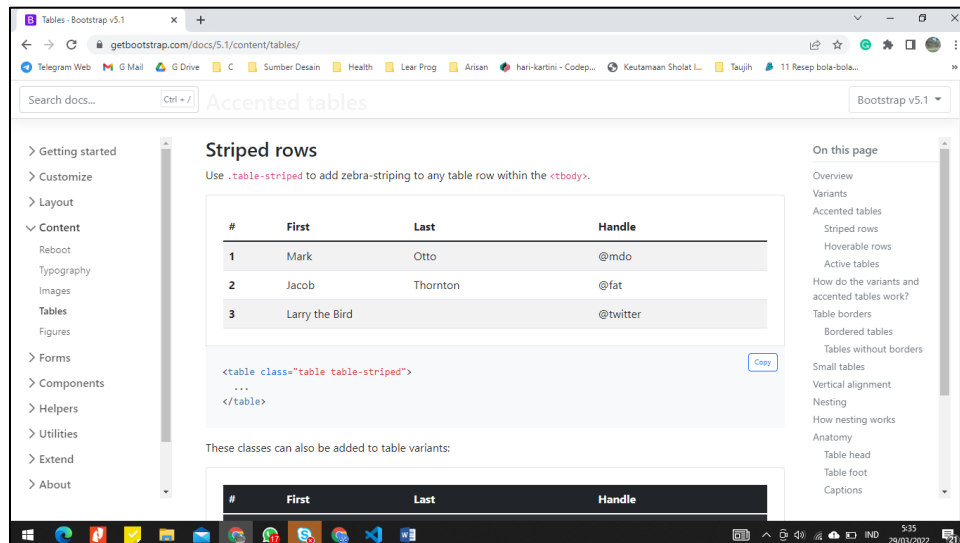 Tables · Bootstrap v5.1
getbootstrap.com/docs/5.1/content/tables/
Telegram Web G Mail G Drive C Sumber Desain Health Lear Prog Arisan hari-kartini - Codep... Keutamaan Sholat I... Taujih 11 Resep bola-bola... »
Search docs... Ctrl + / Accented tables Bootstrap v5.1
Getting started
Customize
Layout
Content
Reboot
Typography
Images
Tables
Figures
Forms
Components
Helpers
Utilities
Extend
About
Striped rows
Use .table-striped to add zebra-striping to any table row within the <tbody>.
# First Last Handle
1 Mark Otto @mdo
2 Jacob Thornton @fat
3 Larry the Bird @twitter
Copy
<table class="table table-striped">
...
</table>
These classes can also be added to table variants:
# First Last Handle
On this page
Overview
Variants
Accented tables
Striped rows
Hoverable rows
Active tables
How do the variants and
accented tables work?
Table borders
Bordered tables
Tables without borders
Small tables
Vertical alignment
Nesting
How nesting works
Anatomy
Table head
Table foot
Captions
17
IND
5:35
29/03/2022
21